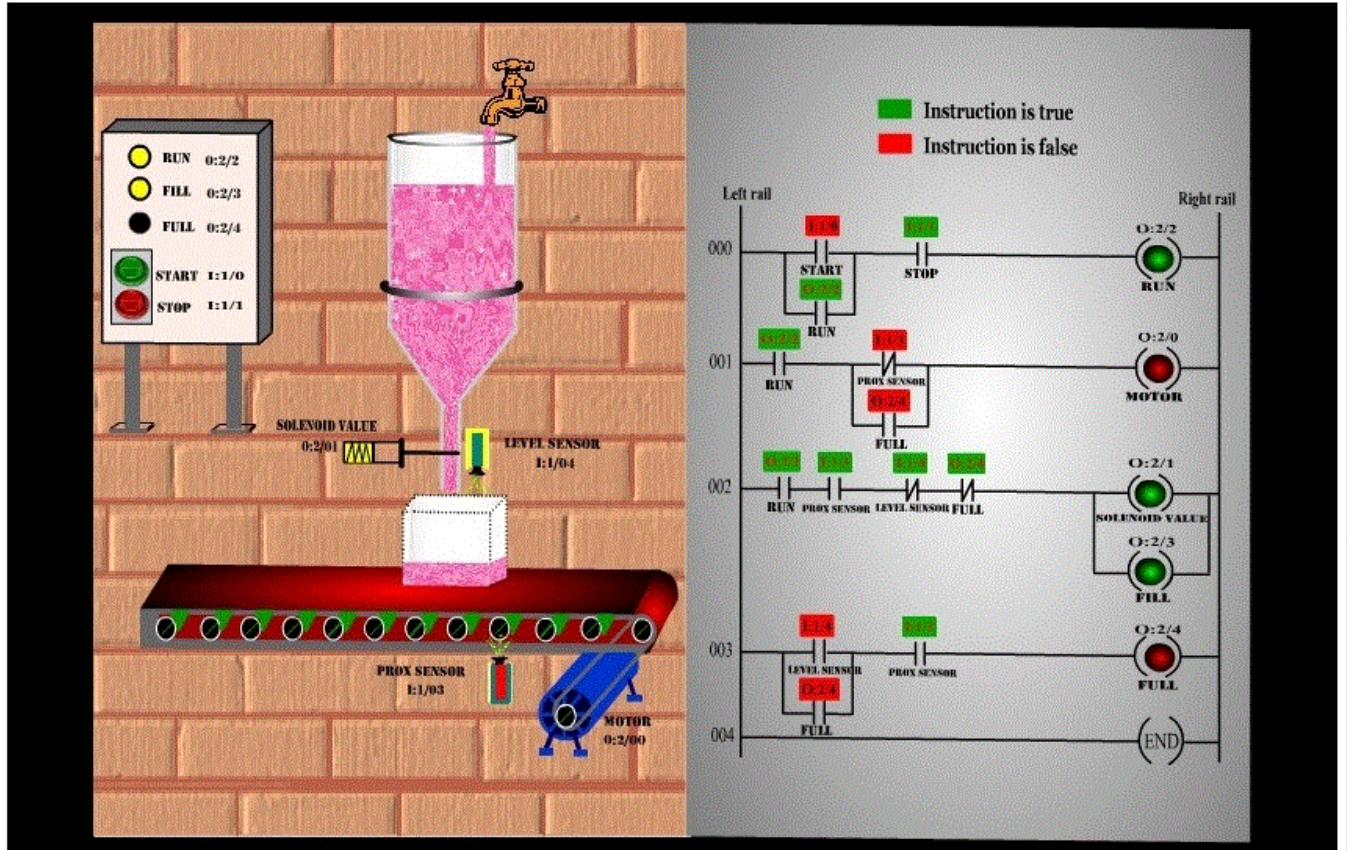 RUN 0:2/2
FILL 0:2/3
FULL 0:2/4
START I:1/0
STOP I:1/1
SOLENOID VALUE
0:2/01
LEVEL SENSOR
I:1/04
PROX SENSOR
I:1/03
MOTOR
0:2/00
Instruction is true
Instruction is false
Left rail
Right rail
000
I:1/0
START
I:1/1
STOP
O:2/2
RUN
O:2/2
RUN
001
O:2/2
RUN
I:1/3
PROX SENSOR
O:2/4
FULL
O:2/0
MOTOR
002
O:2/2
RUN
I:1/3
PROX SENSOR
I:1/4
LEVEL SENSOR
O:2/4
FULL
O:2/1
SOLENOID VALUE
O:2/3
FILL
003
I:1/4
LEVEL SENSOR
I:1/3
PROX SENSOR
O:2/4
FULL
O:2/4
FULL
004
END